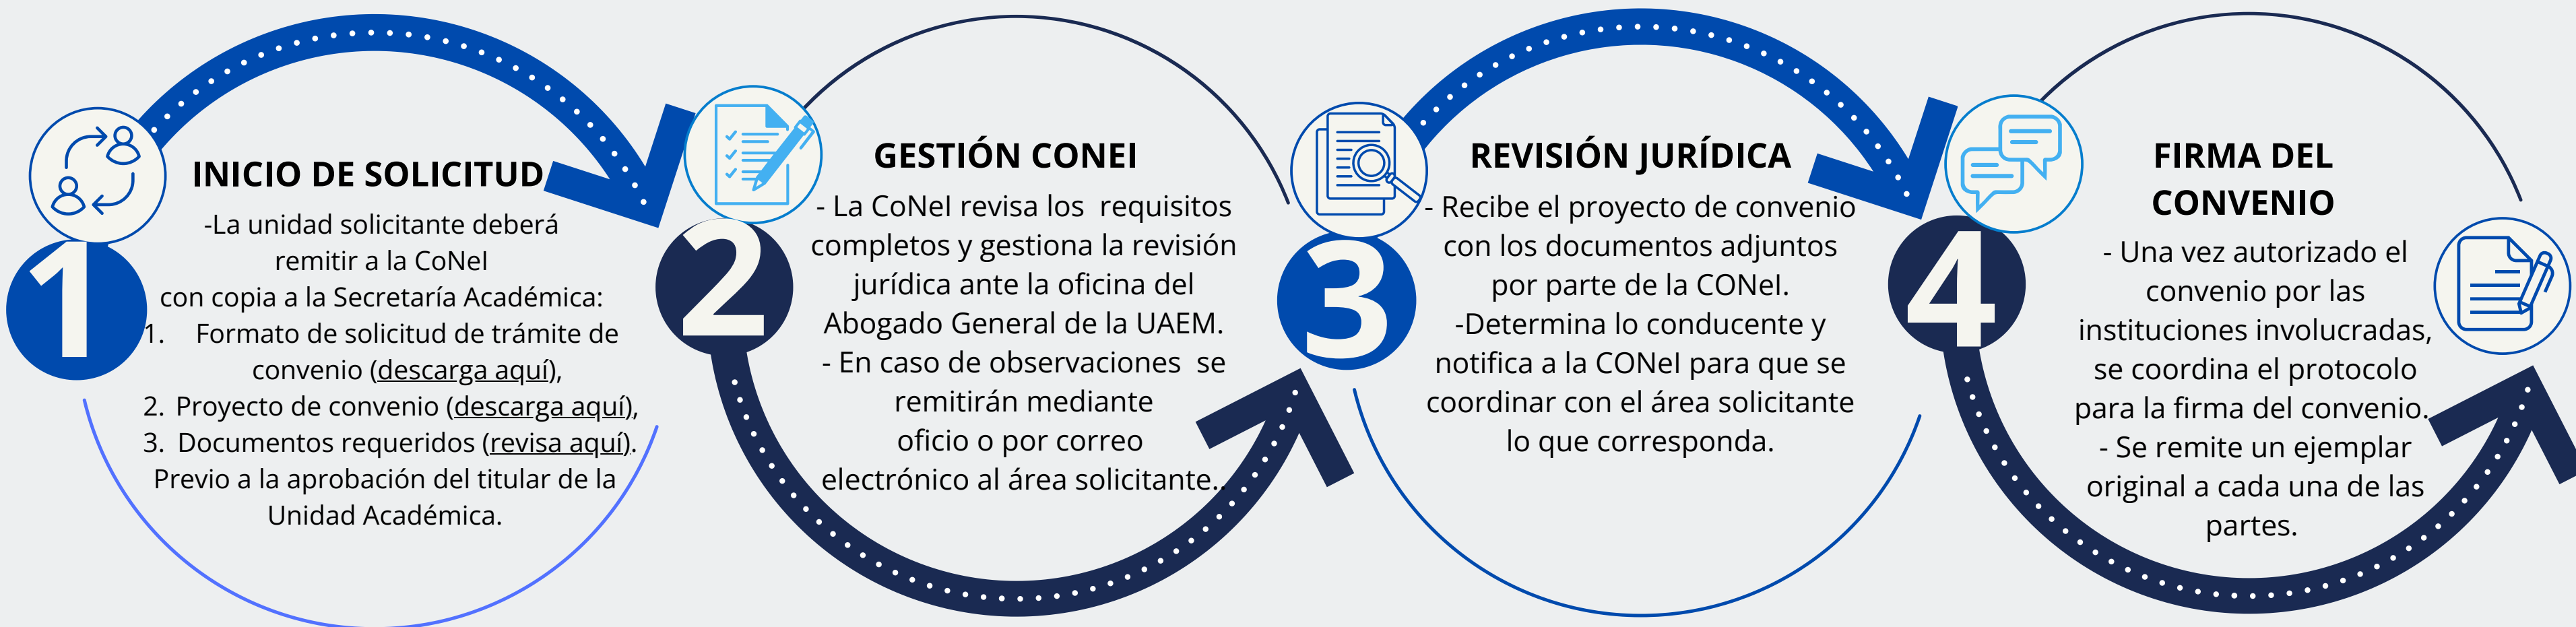 1
INICIO DE SOLICITUD
-La unidad solicitante deberá
remitir a la CoNeI
con copia a la Secretaría Académica:
1. Formato de solicitud de trámite de
convenio (descarga aquí),
2. Proyecto de convenio (descarga aquí),
3. Documentos requeridos (revisa aquí).
Previo a la aprobación del titular de la
Unidad Académica.
2
GESTIÓN CONEI
- La CoNeI revisa los requisitos
completos y gestiona la revisión
jurídica ante la oficina del
Abogado General de la UAEM.
- En caso de observaciones se
remitirán mediante
oficio o por correo
electrónico al área solicitante..
3
REVISIÓN JURÍDICA
- Recibe el proyecto de convenio
con los documentos adjuntos
por parte de la CONeI.
-Determina lo conducente y
notifica a la CONeI para que se
coordinar con el área solicitante
lo que corresponda.
4
FIRMA DEL
CONVENIO
- Una vez autorizado el
convenio por las
instituciones involucradas,
se coordina el protocolo
para la firma del convenio.
- Se remite un ejemplar
original a cada una de las
partes.